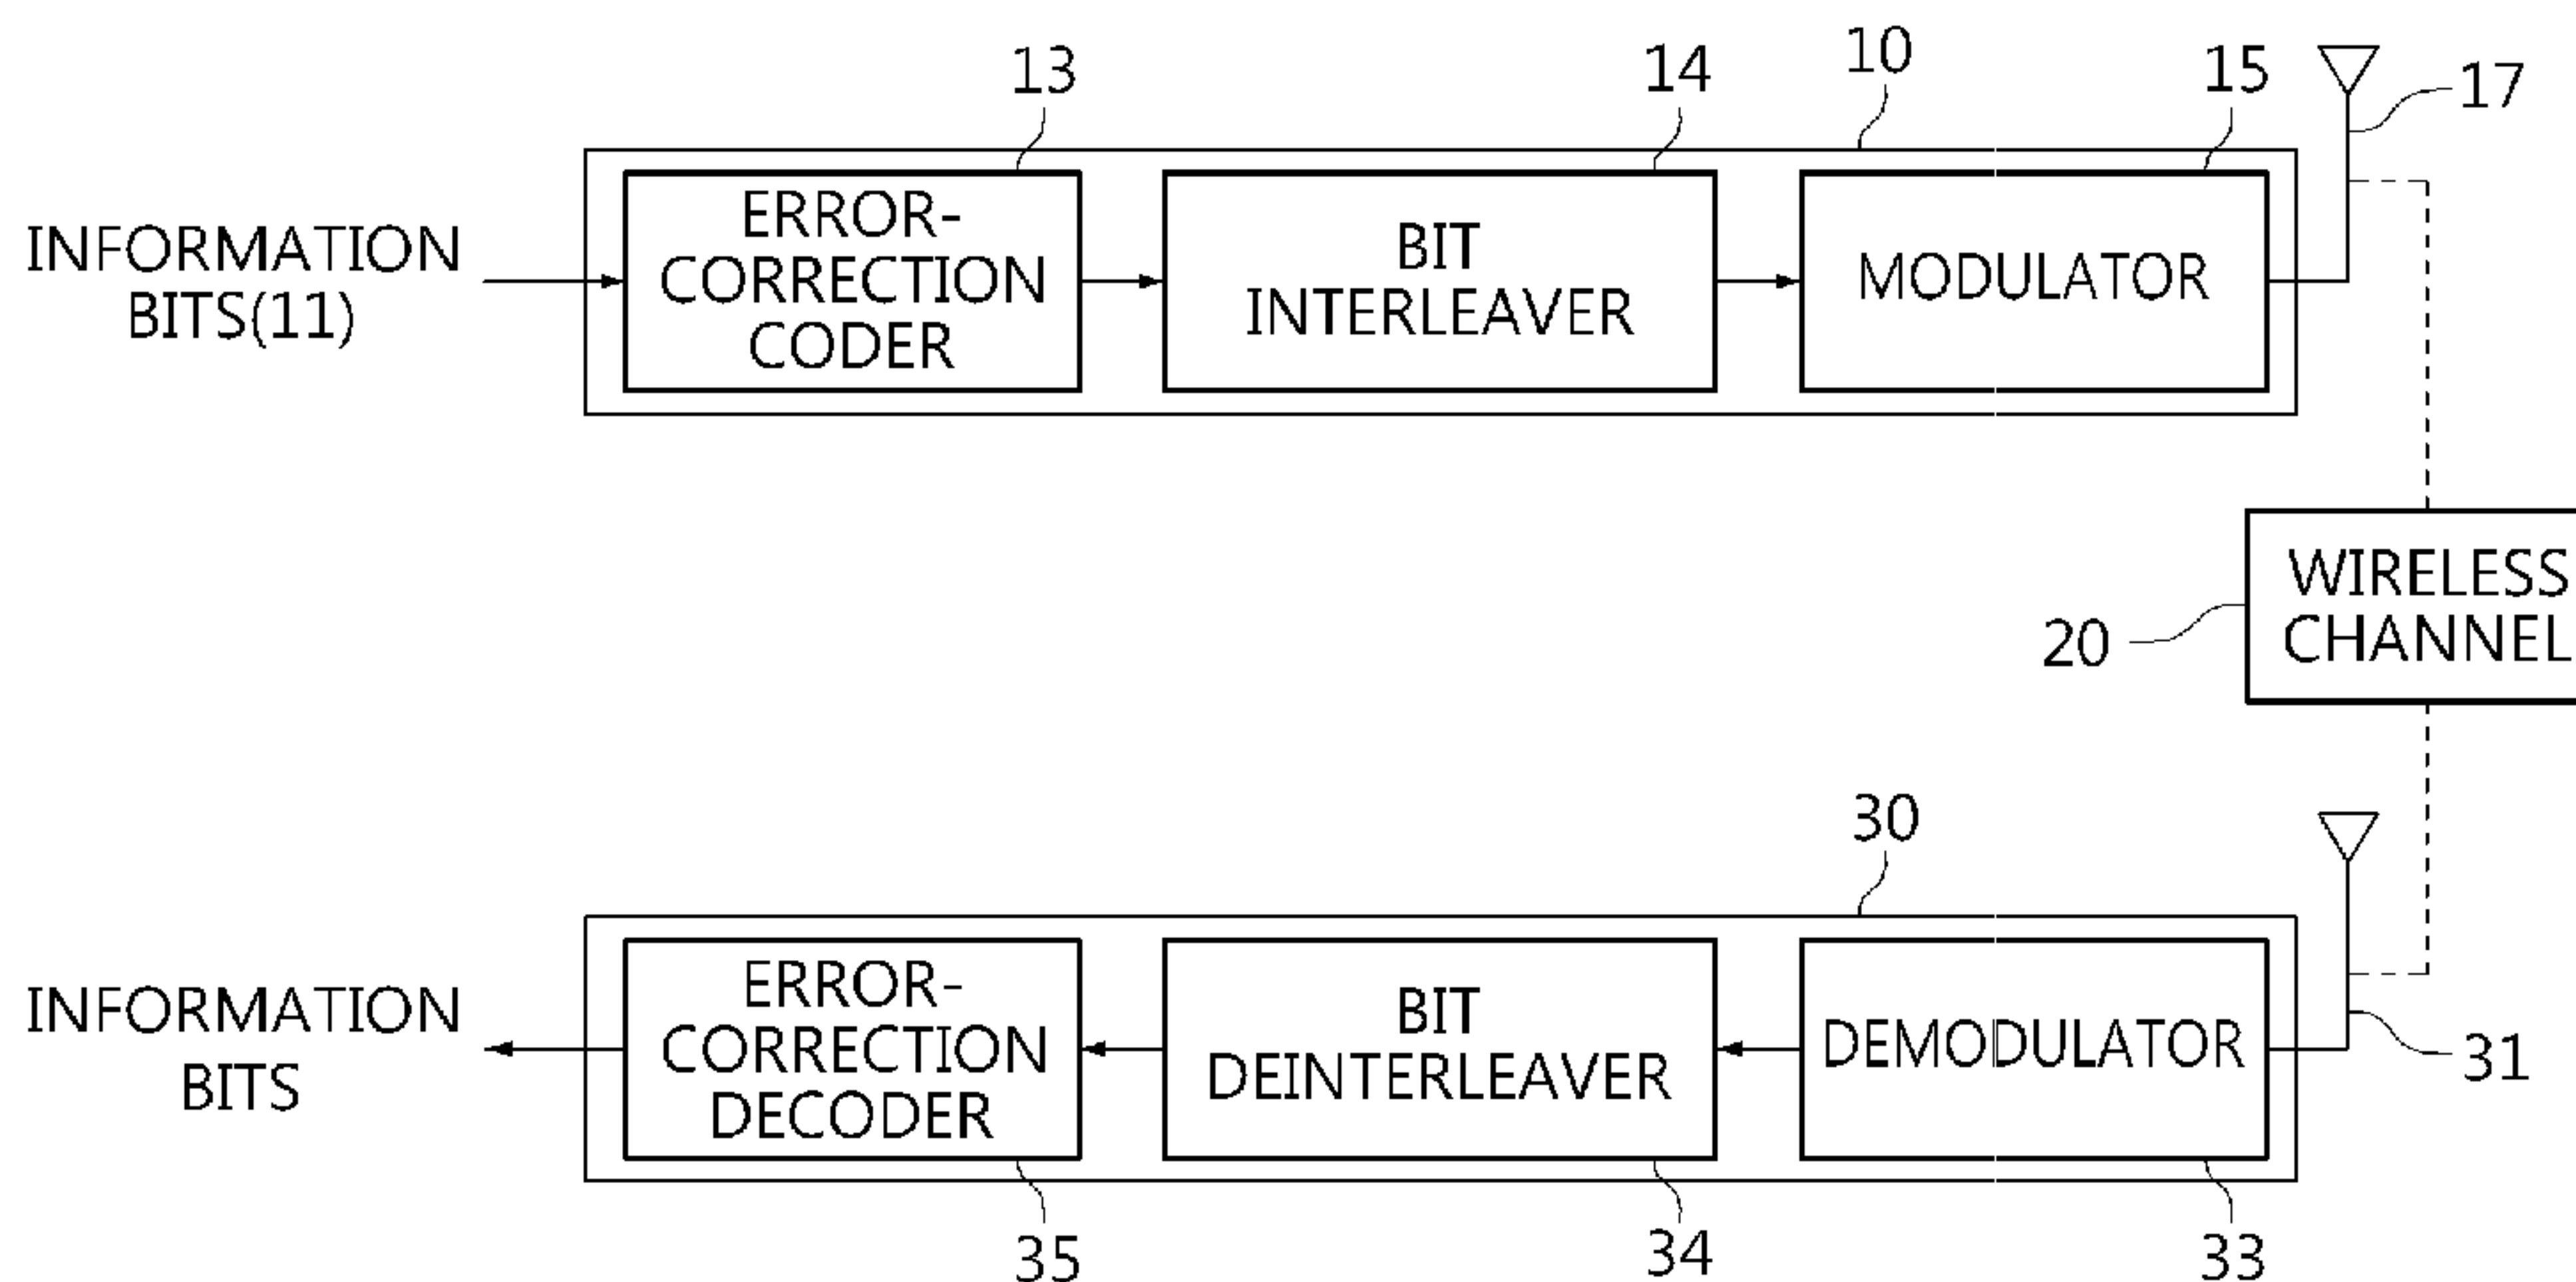 10
13
14
15
17
INFORMATION
BITS(11)
ERROR-
CORRECTION
CODER
BIT
INTERLEAVER
MODULATOR
WIRELESS
CHANNEL
20
30
INFORMATION
BITS
ERROR-
CORRECTION
DECODER
BIT
DEINTERLEAVER
DEMODULATOR
31
35
34
33